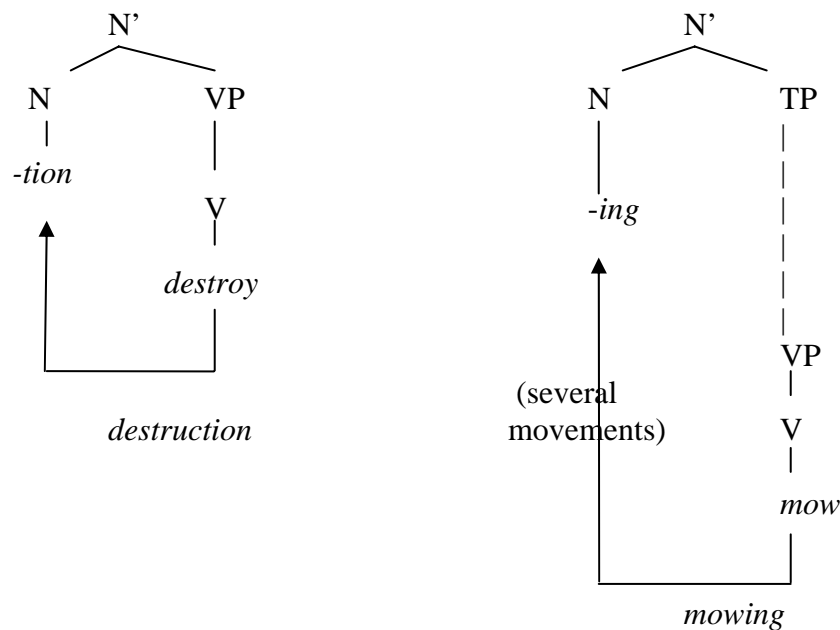 N’
N VP
-tion
V
destroy
destruction
N’
N TP
-ing
VP
(several
movements)
V
mow
mowing